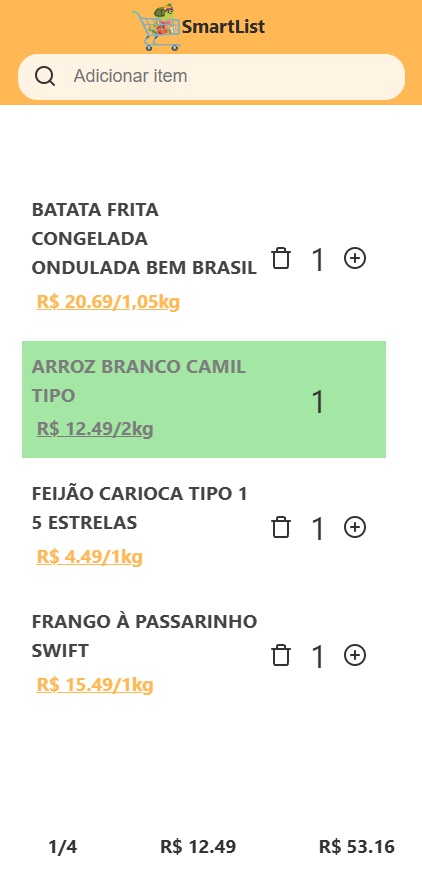 SmartList
Adicionar item
BATATA FRITA
CONGELADA
ONDULADA BEM BRASIL
1
R$ 20.69/1,05kg
ARROZ BRANCO CAMIL
TIPO
1
R$ 12.49/2kg
FEIJÃO CARIOCA TIPO 1
5 ESTRELAS
1
R$ 4.49/1kg
FRANGO À PASSARINHO
SWIFT
1
R$ 15.49/1kg
1/4 R$ 12.49 R$ 53.16